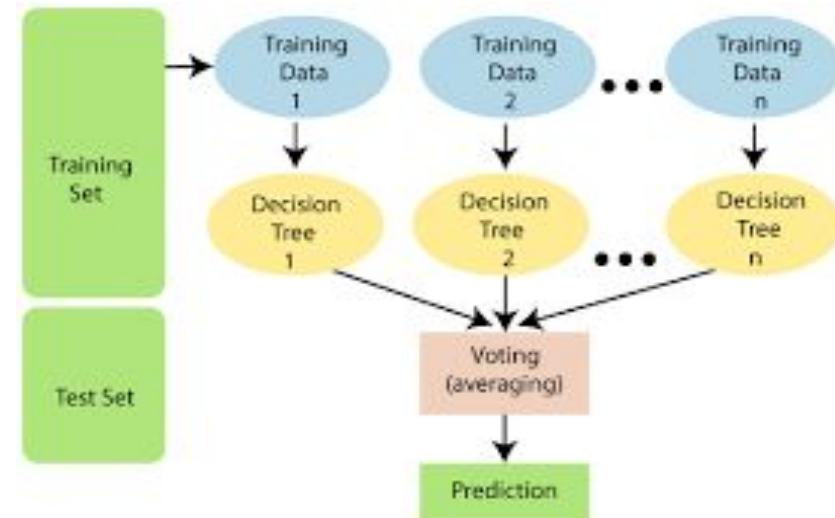 Training
Set
Test Set
Training
Data
1
Training
Data
2
Training
Data
n
Decision
Tree
1
Decision
Tree
2
Decision
Tree
n
Voting
(averaging)
Prediction